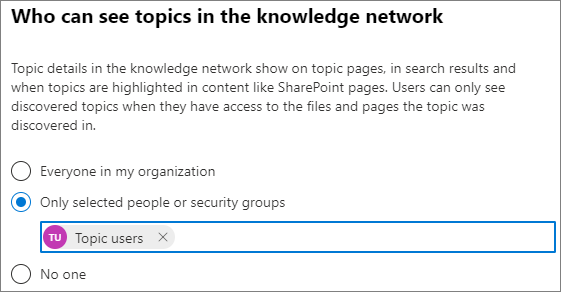 Who can see topics in the knowledge network
Topic details in the knowledge network show on topic pages, in search results and
when topics are highlighted in content like SharePoint pages. Users can only see
discovered topics when they have access to the files and pages the topic was
discovered in.
Everyone in my organization
Only selected people or security groups
TU Topic users
No one